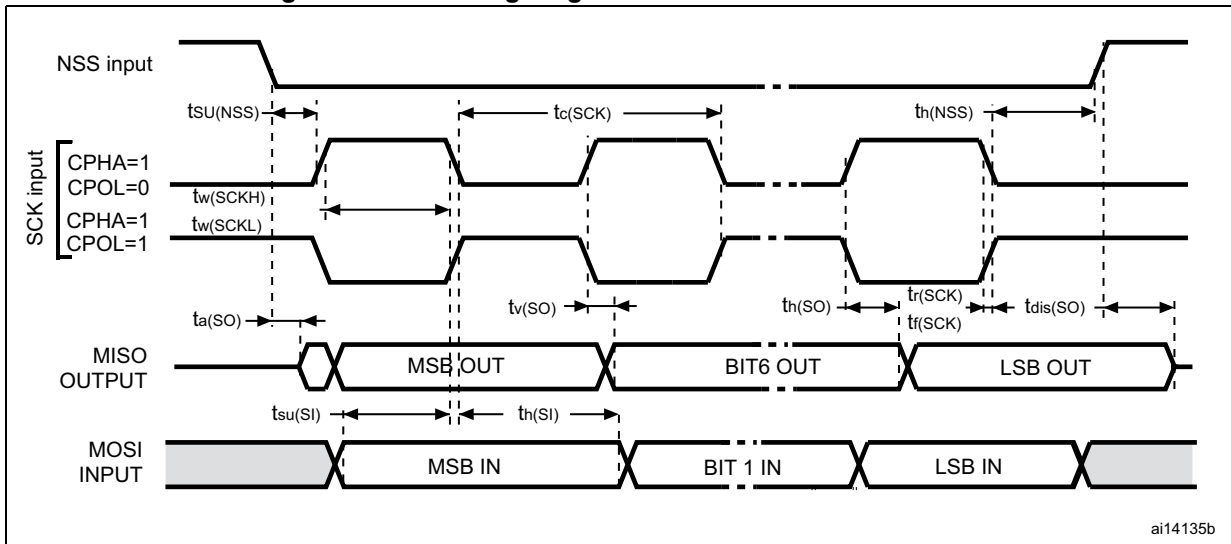 NSS input
tSU(NSS)
tc(SCK)
th(NSS)
SCK input
CPHA=1
CPOL=0
tw(SCKH)
CPHA=1
tw(SCKL)
CPOL=1
ta(SO)
tv(SO)
th(SO)
tr(SCK)
tf(SCK)
tdis(SO)
MISO
OUTPUT
MSB OUT
BIT6 OUT
LSB OUT
tsu(SI)
th(SI)
MOSI
INPUT
MSB IN
BIT 1 IN
LSB IN
ai14135b